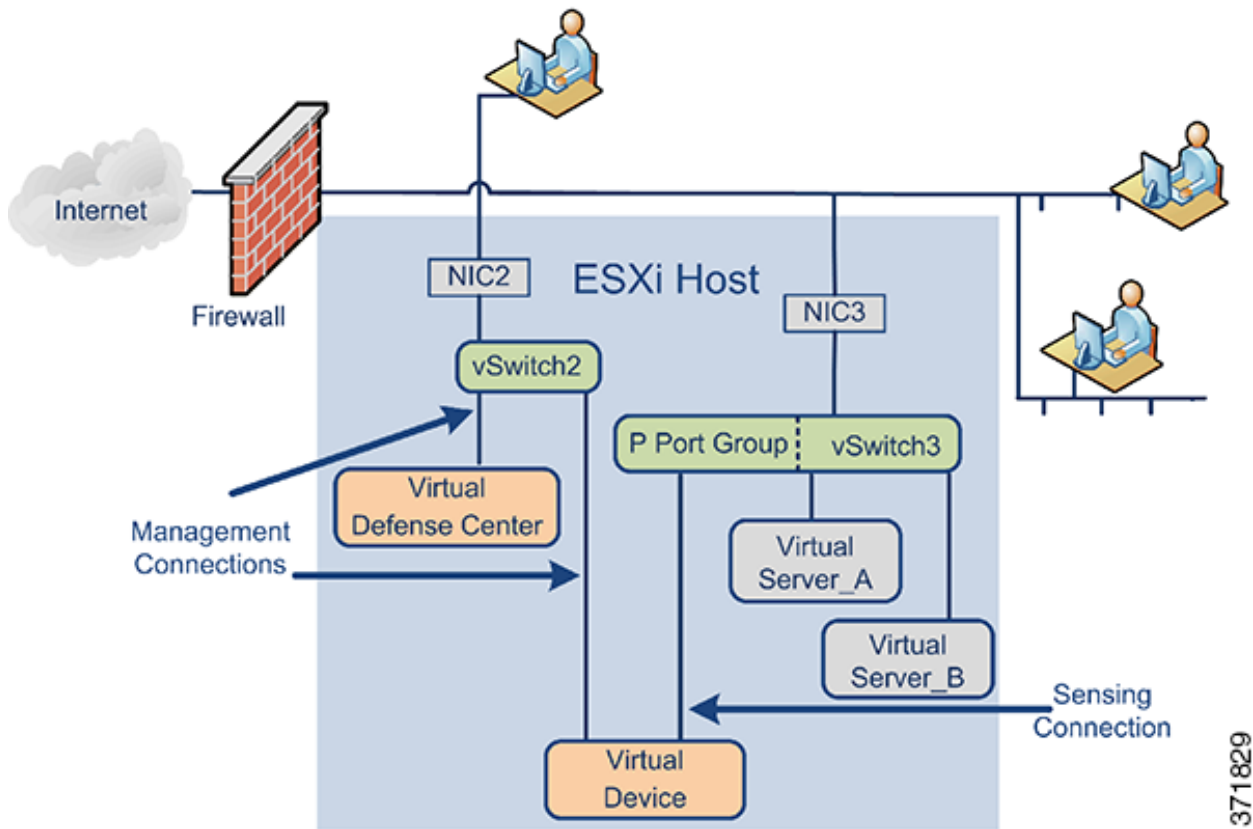 Internet
Firewall
NIC2
ESXi Host
NIC3
vSwitch2
P Port Group
vSwitch3
Virtual
Defense Center
Management
Connections
Virtual
Server_A
Virtual
Server_B
Sensing
Connection
Virtual
Device
371829